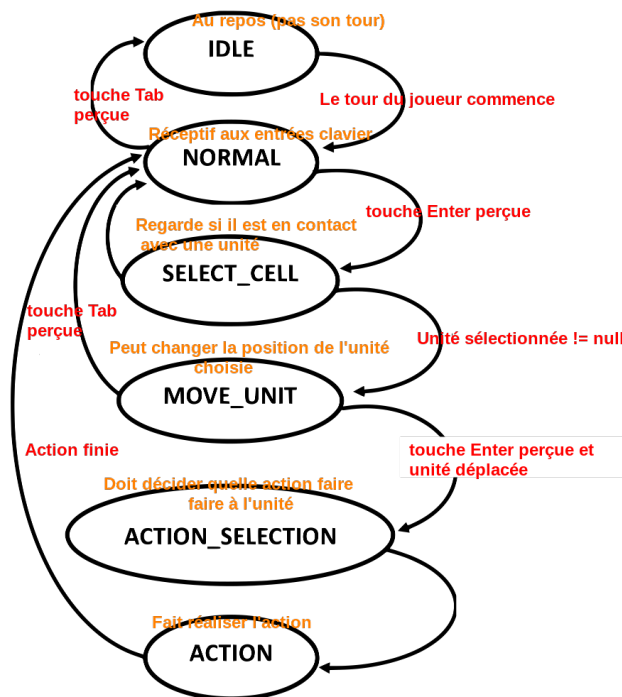 Au repos (pas son tour)
IDLE
touche Tab
perçue
Le tour du joueur commence
Réceptif aux entrées clavier
NORMAL
touche Enter perçue
Regarde si il est en contact
avec une unité
SELECT_CELL
touche Tab
perçue
Unité sélectionnée != null
Peut changer la position de l'unité
choisie
MOVE_UNIT
Action finie
touche Enter perçue et
unité déplacée
Doit décider quelle action faire
faire à l'unité
ACTION_SELECTION
Fait réaliser l'action
ACTION